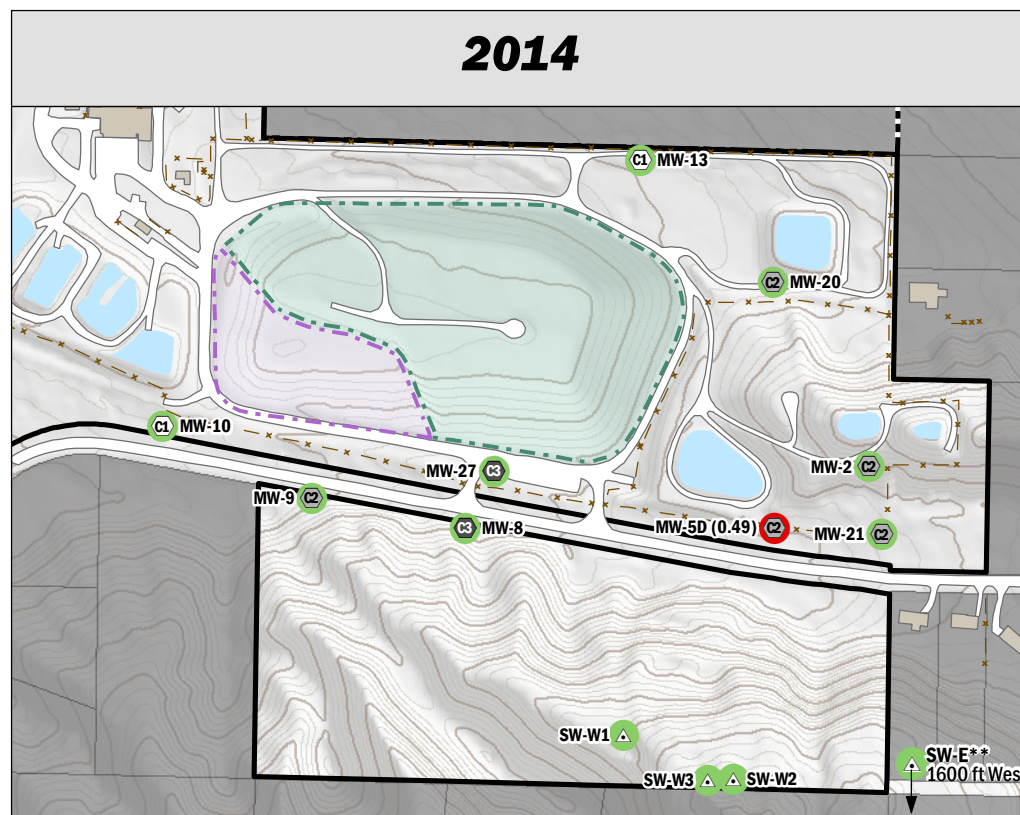 2014
C1 MW-13
C2 MW-20
C1 MW-10
MW-27 C3
MW-2 C2
MW-9 C2
C3 MW-8
MW-5D (0.49) C2
MW-21 C2
SW-W1
SW-E**
1600 ft Wes
SW-W3
SW-W2